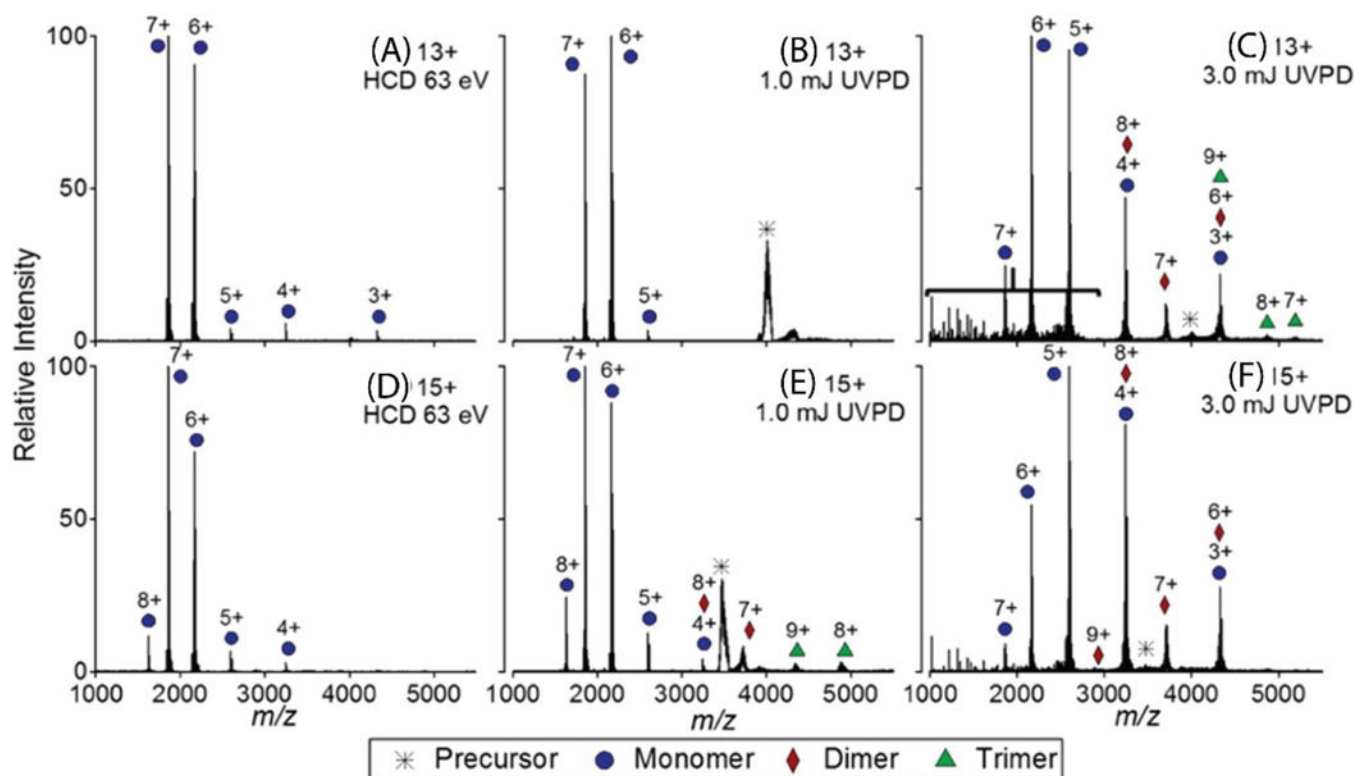 7+ 6+
100
(A) 13+
HCD 63 eV
5+ 4+ 3+
50
0
7+ 6+
(B) 13+
1.0 mJ UVPD
5+
6+ 5+
(C) 13+
3.0 mJ UVPD
8+
4+
9+
6+
3+
7+
7+
8+ 7+
Relative Intensity
7+
100
6+
(D) 15+
HCD 63 eV
50
8+
5+
4+
0
1000 2000 3000 4000 5000
m/z
7+
6+
(E) 15+
1.0 mJ UVPD
8+
5+
8+
4+
7+
9+ 8+
1000 2000 3000 4000 5000
m/z
5+
8+
4+
(F) 15+
3.0 mJ UVPD
6+
6+
3+
7+
7+
9+
1000 2000 3000 4000 5000
m/z
Precursor Monomer Dimer Trimer